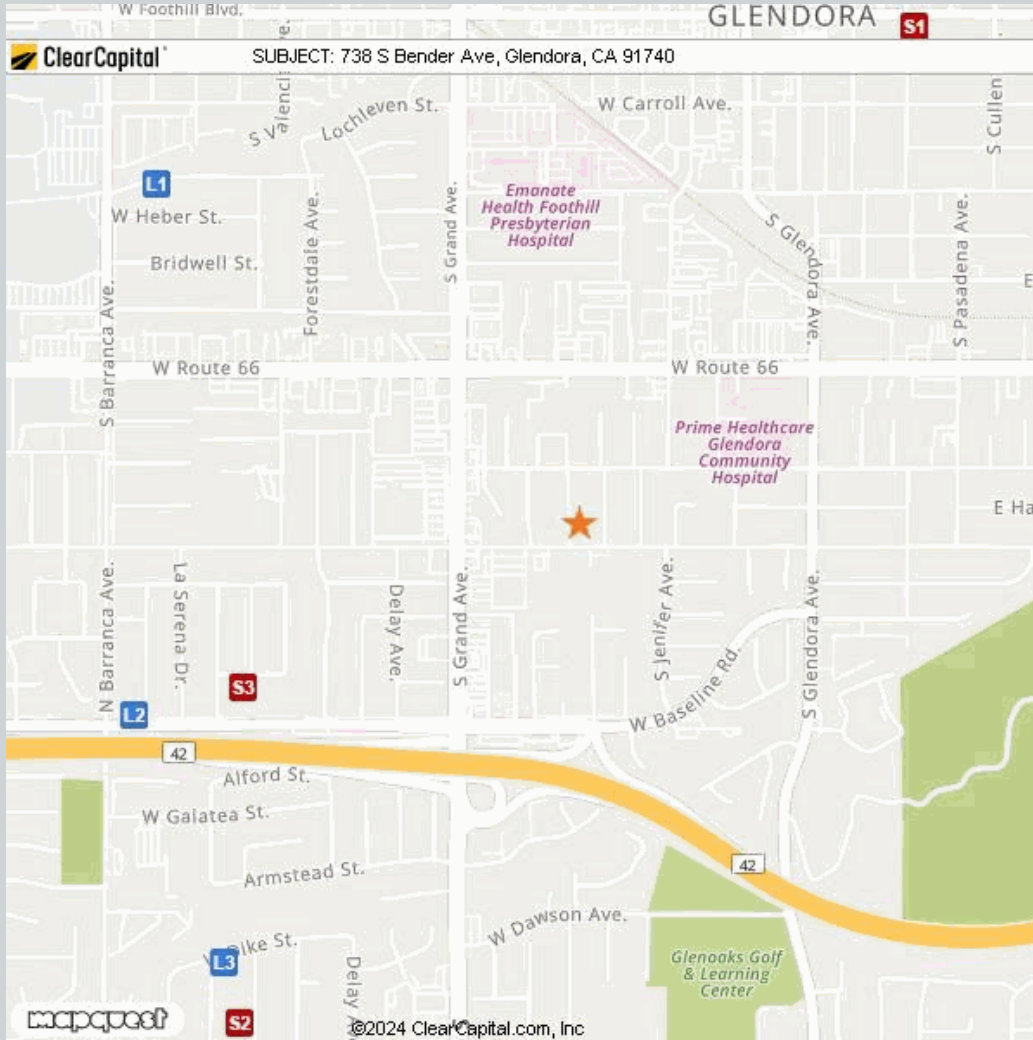 W Foothill Blvd.
GLENDORA
S1
ClearCapital
SUBJECT: 738 S Bender Ave, Glendora, CA 91740
W Carroll Ave.
Lochleven St.
S Cullen
L1
W Heber St.
Bridwell St.
Forestdale Ave.
S Grand Ave.
Emanate
Health Foothill
Presbyterian
Hospital
S Glendora Ave.
S Pasadena Ave.
E
S Barranca Ave.
W Route 66
W Route 66
Prime Healthcare
Glendora
Community
Hospital
E Ha
N Barranca Ave.
La Serena Dr.
Delay Ave.
S Grand Ave.
S Jenifer Ave.
S Glendora Ave.
W Baseline Rd.
S3
L2
42
Alford St.
W Galatea St.
Armstead St.
42
W Dawson Ave.
L3
Glenoaks Golf
& Learning
Center
Delay
S2
mapquest
©2024 ClearCapital.com, Inc